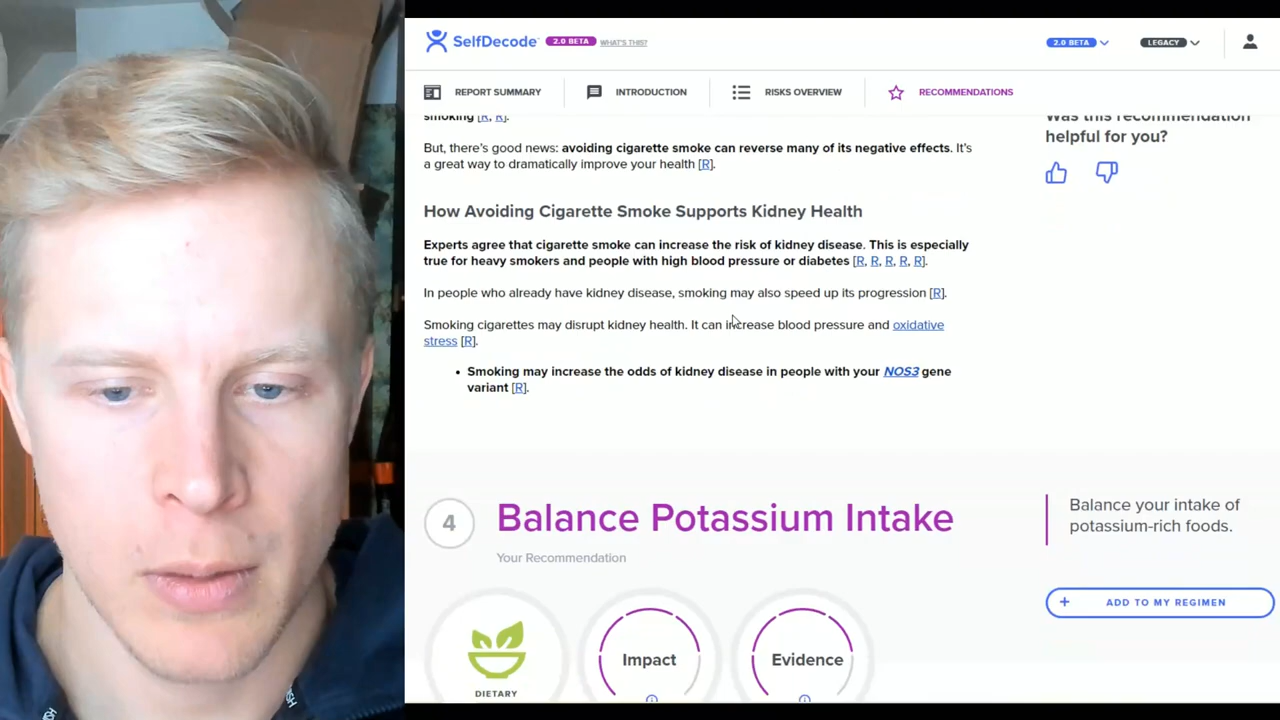 SelfDecode 2.0 BETA WHAT'S THIS? 2.0 BETA LEGACY
REPORT SUMMARY INTRODUCTION RISKS OVERVIEW RECOMMENDATIONS
smoking [R, R].
But, there's good news: avoiding cigarette smoke can reverse many of its negative effects. It's
a great way to dramatically improve your health [R].
Was this recommendation
helpful for you?
How Avoiding Cigarette Smoke Supports Kidney Health
Experts agree that cigarette smoke can increase the risk of kidney disease. This is especially
true for heavy smokers and people with high blood pressure or diabetes [R, R, R, R, R].
In people who already have kidney disease, smoking may also speed up its progression [R].
Smoking cigarettes may disrupt kidney health. It can increase blood pressure and oxidative
stress [R].
• Smoking may increase the odds of kidney disease in people with your NOS3 gene
variant [R].
4 Balance Potassium Intake
Your Recommendation
Balance your intake of
potassium-rich foods.
+ ADD TO MY REGIMEN
DIETARY
Impact
Evidence